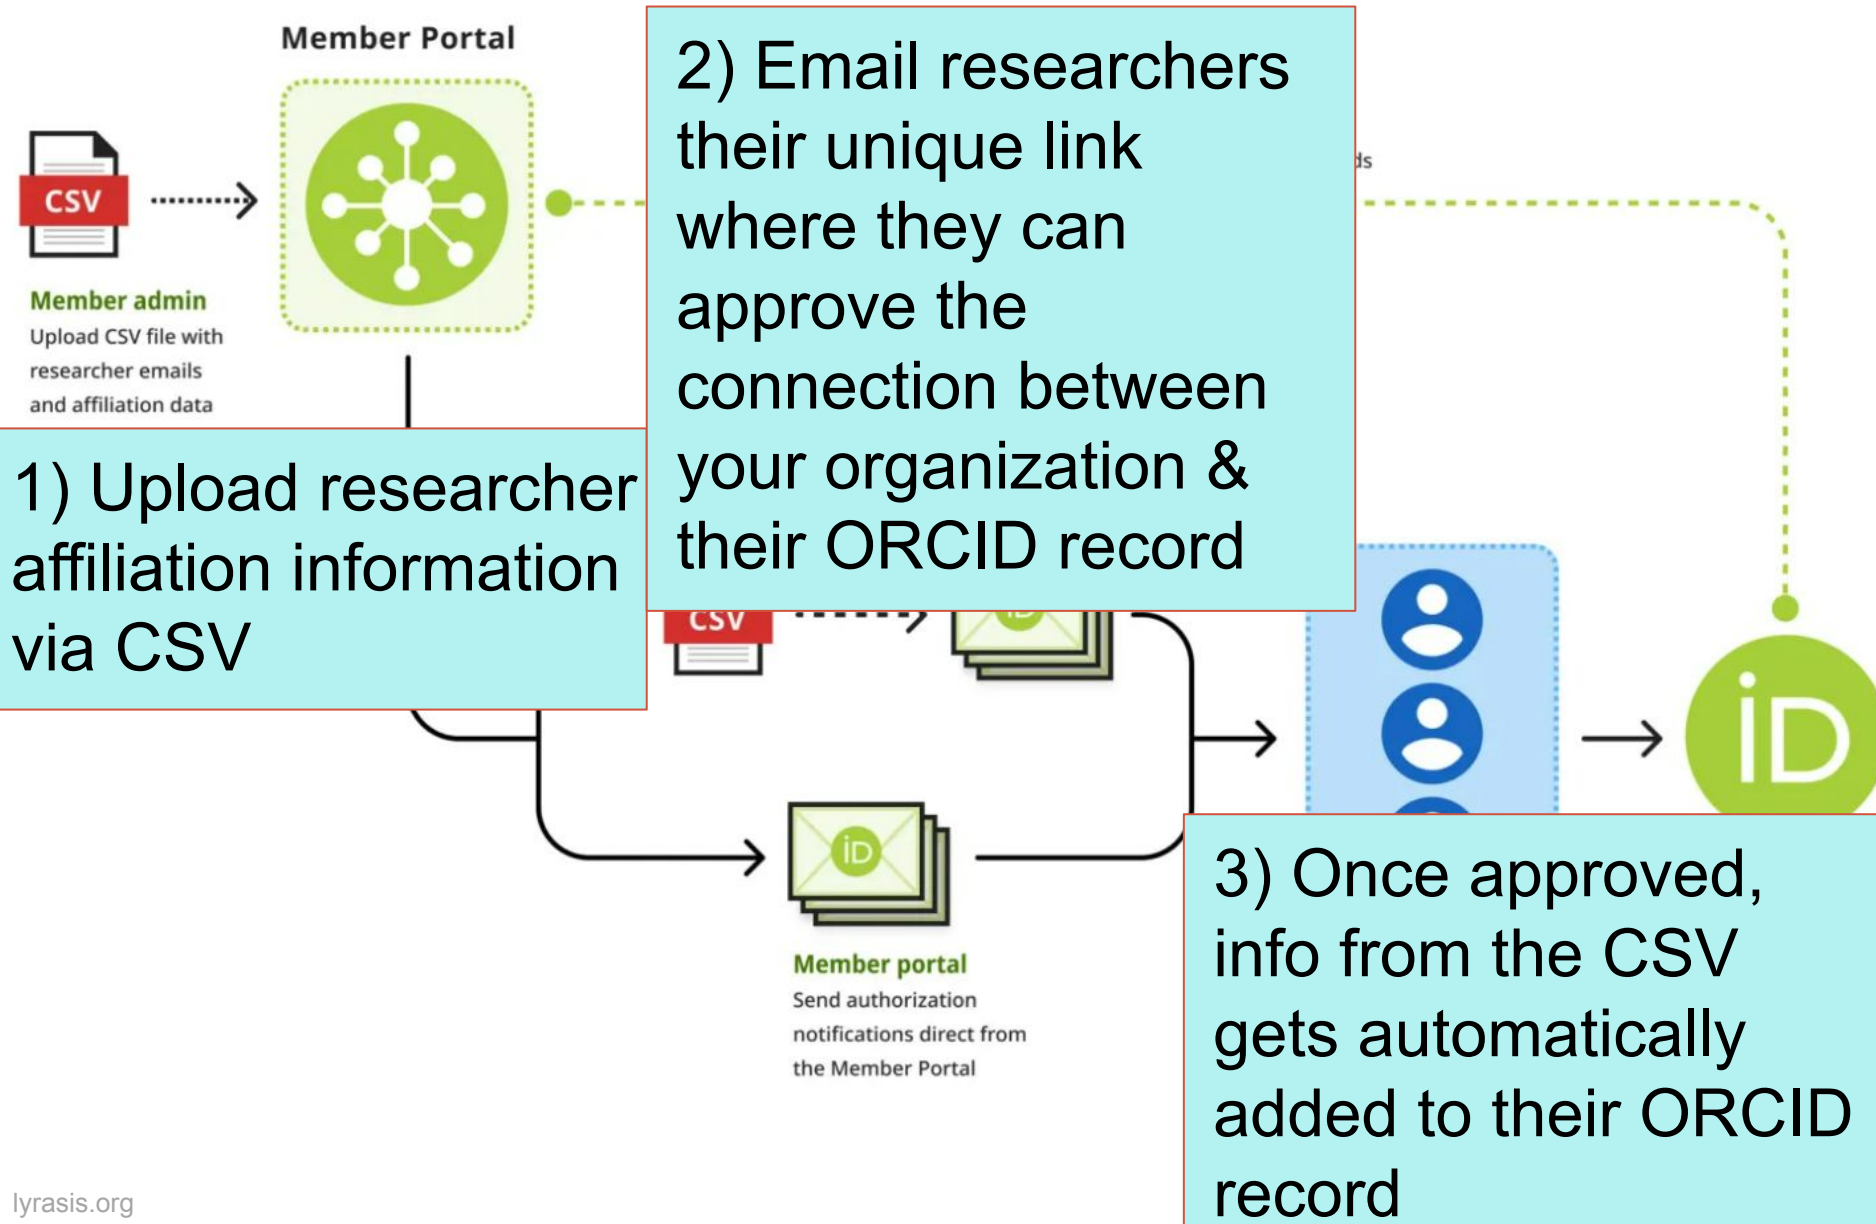 Member Portal
CSV
Member admin
Upload CSV file with
researcher emails
and affiliation data
1) Upload researcher
affiliation information
via CSV
2) Email researchers
their unique link
where they can
approve the
connection between
your organization &
their ORCID record
CSV
iD
iD
Member portal
Send authorization
notifications direct from
the Member Portal
3) Once approved,
info from the CSV
gets automatically
added to their ORCID
record
lyrasis.org